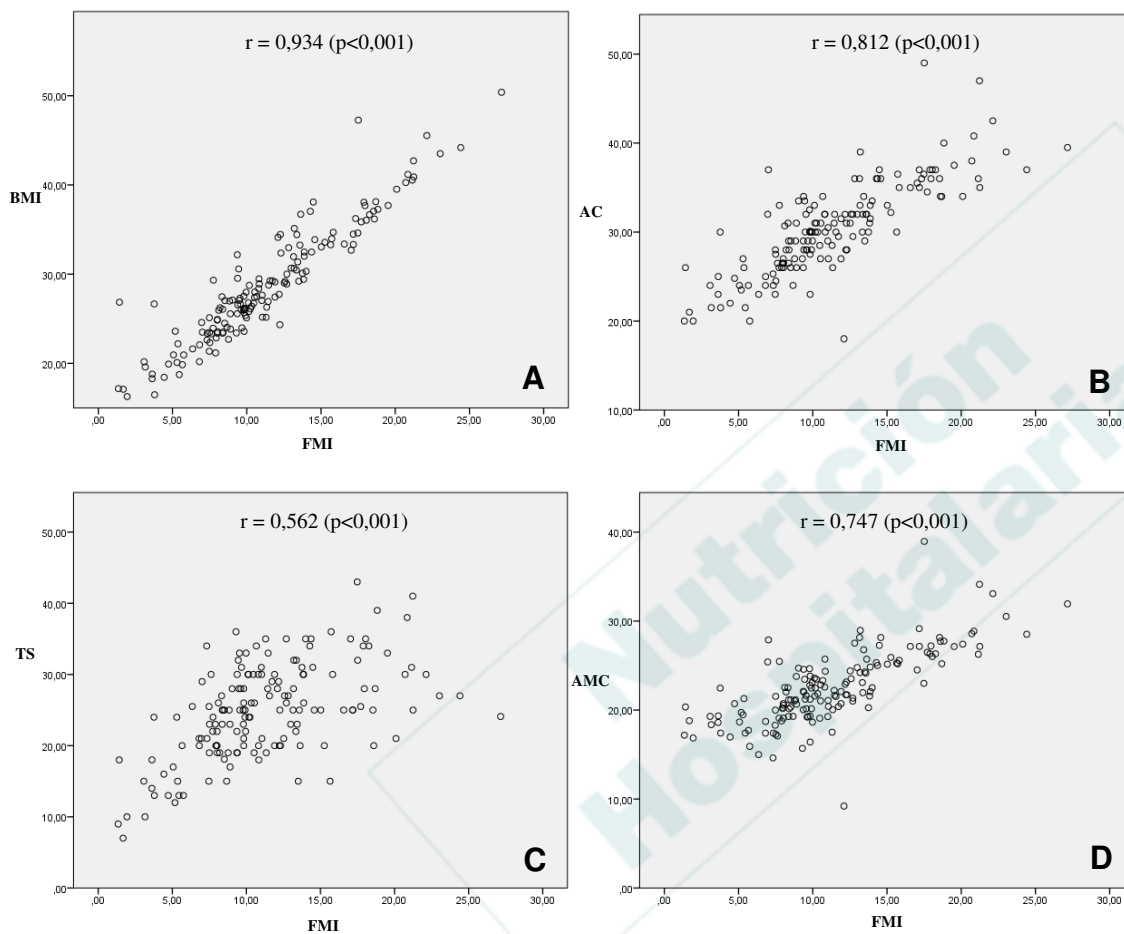 r = 0,934 (p<0,001)
50,00
40,00
BMI
30,00
20,00
A
,00 5,00 10,00 15,00 20,00 25,00 30,00
FMI
r = 0,812 (p<0,001)
50,00
40,00
AC
30,00
20,00
B
10,00
,00 5,00 10,00 15,00 20,00 25,00 30,00
FMI
r = 0,562 (p<0,001)
50,00
40,00
TS
30,00
20,00
10,00
C
,00
,00 5,00 10,00 15,00 20,00 25,00 30,00
FMI
r = 0,747 (p<0,001)
40,00
30,00
AMC
20,00
10,00
D
,00
,00 5,00 10,00 15,00 20,00 25,00 30,00
FMI
Nutrición
Hospitalaria